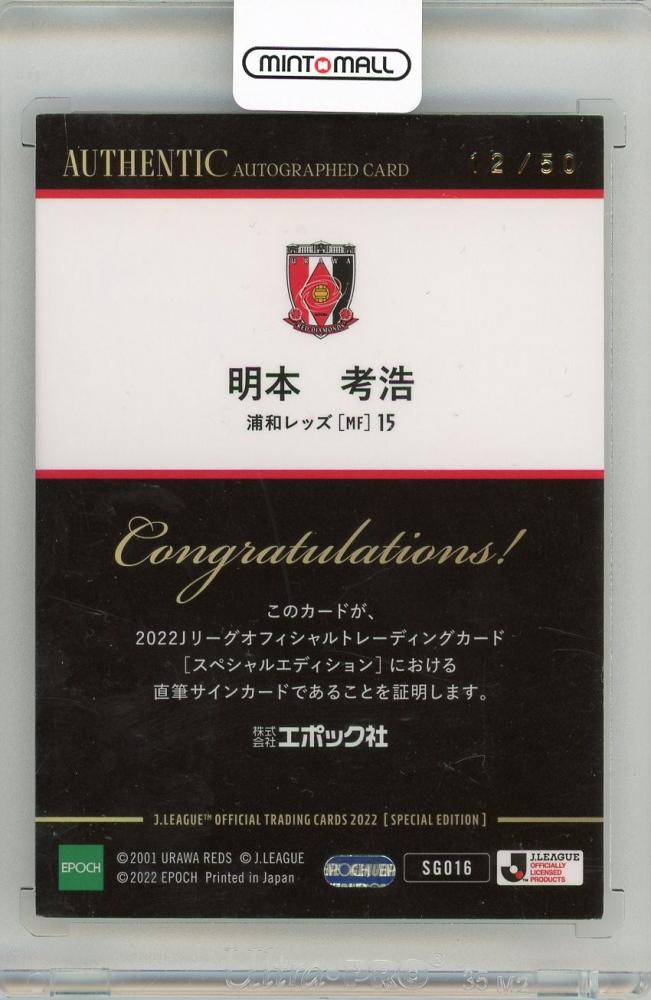 MINTMALL
AUTHENTIC AUTOGRAPHED CARD 12/50
URAWA
RED DIAMONDS
明本　考浩
浦和レッズ［MF］15
Congratulations!
このカードが、
2022Jリーグオフィシャルトレーディングカード
［スペシャルエディション］における
直筆サインカードであることを証明します。
株式会社エポック社
J.LEAGUE™ OFFICIAL TRADING CARDS 2022 [SPECIAL EDITION]
EPOCH
©2001 URAWA REDS ©J.LEAGUE
©2022 EPOCH Printed in Japan
SG016
J.LEAGUE
OFFICIALLY
LICENSED
PRODUCTS
Ultra·PRO®